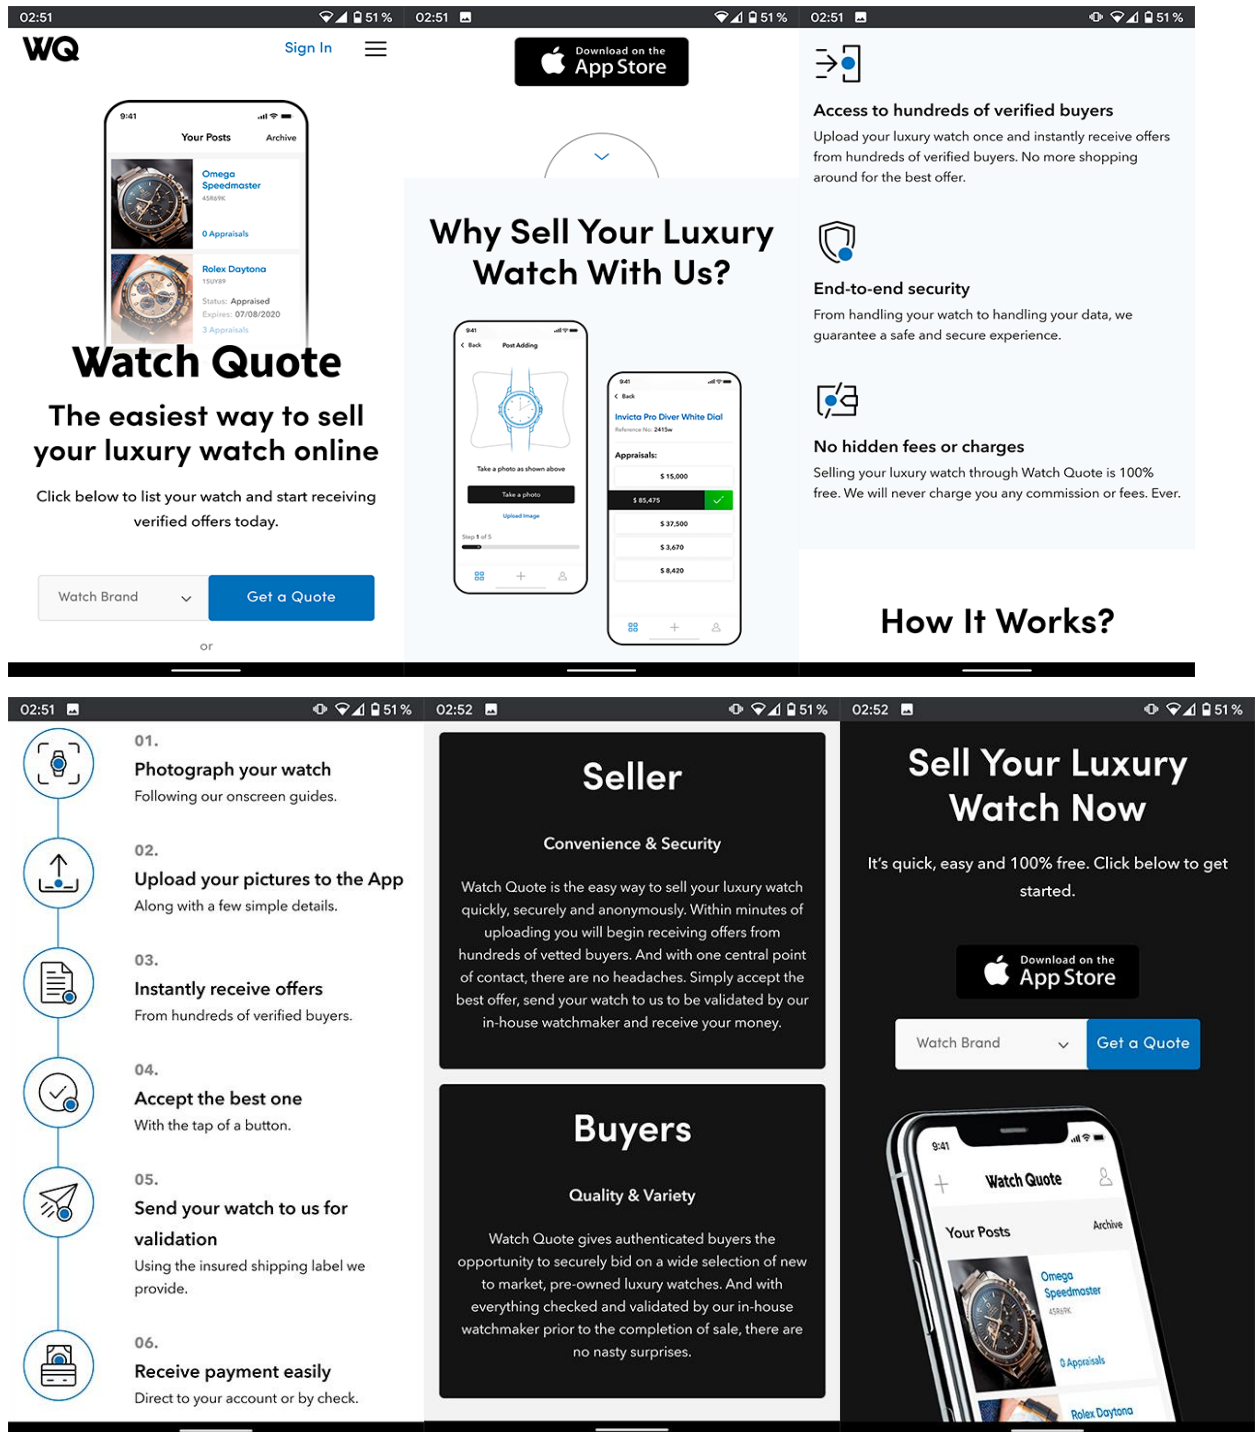 02:51
51 %
WQ
Sign In
9:41
Your Posts
Archive
Omega
Speedmaster
45R69K
0 Appraisals
Rolex Daytona
15UY89
Status: Appraised
Expires: 07/08/2020
3 Appraisals
Watch Quote
The easiest way to sell
your luxury watch online
Click below to list your watch and start receiving
verified offers today.
Watch Brand
Get a Quote
or
02:51
51 %
Download on the
App Store
Why Sell Your Luxury
Watch With Us?
9:41
Back
Post Adding
Take a photo as shown above
Take a photo
Upload Image
Step 1 of 5
9:41
Back
Invicta Pro Diver White Dial
Reference No: 2415w
Appraisals:
$ 15,000
$ 85,475
$ 37,500
$ 3,670
$ 8,420
02:51
51 %
Access to hundreds of verified buyers
Upload your luxury watch once and instantly receive offers
from hundreds of verified buyers. No more shopping
around for the best offer.
End-to-end security
From handling your watch to handling your data, we
guarantee a safe and secure experience.
No hidden fees or charges
Selling your luxury watch through Watch Quote is 100%
free. We will never charge you any commission or fees. Ever.
How It Works?
02:51
51 %
01.
Photograph your watch
Following our onscreen guides.
02.
Upload your pictures to the App
Along with a few simple details.
03.
Instantly receive offers
From hundreds of verified buyers.
04.
Accept the best one
With the tap of a button.
05.
Send your watch to us for
validation
Using the insured shipping label we
provide.
06.
Receive payment easily
Direct to your account or by check.
02:52
51 %
Seller
Convenience & Security
Watch Quote is the easy way to sell your luxury watch
quickly, securely and anonymously. Within minutes of
uploading you will begin receiving offers from
hundreds of vetted buyers. And with one central point
of contact, there are no headaches. Simply accept the
best offer, send your watch to us to be validated by our
in-house watchmaker and receive your money.
Buyers
Quality & Variety
Watch Quote gives authenticated buyers the
opportunity to securely bid on a wide selection of new
to market, pre-owned luxury watches. And with
everything checked and validated by our in-house
watchmaker prior to the completion of sale, there are
no nasty surprises.
02:52
51 %
Sell Your Luxury
Watch Now
It's quick, easy and 100% free. Click below to get
started.
Download on the
App Store
Watch Brand
Get a Quote
9:41
Watch Quote
Your Posts
Archive
Omega
Speedmaster
45R69K
0 Appraisals
Rolex Daytona